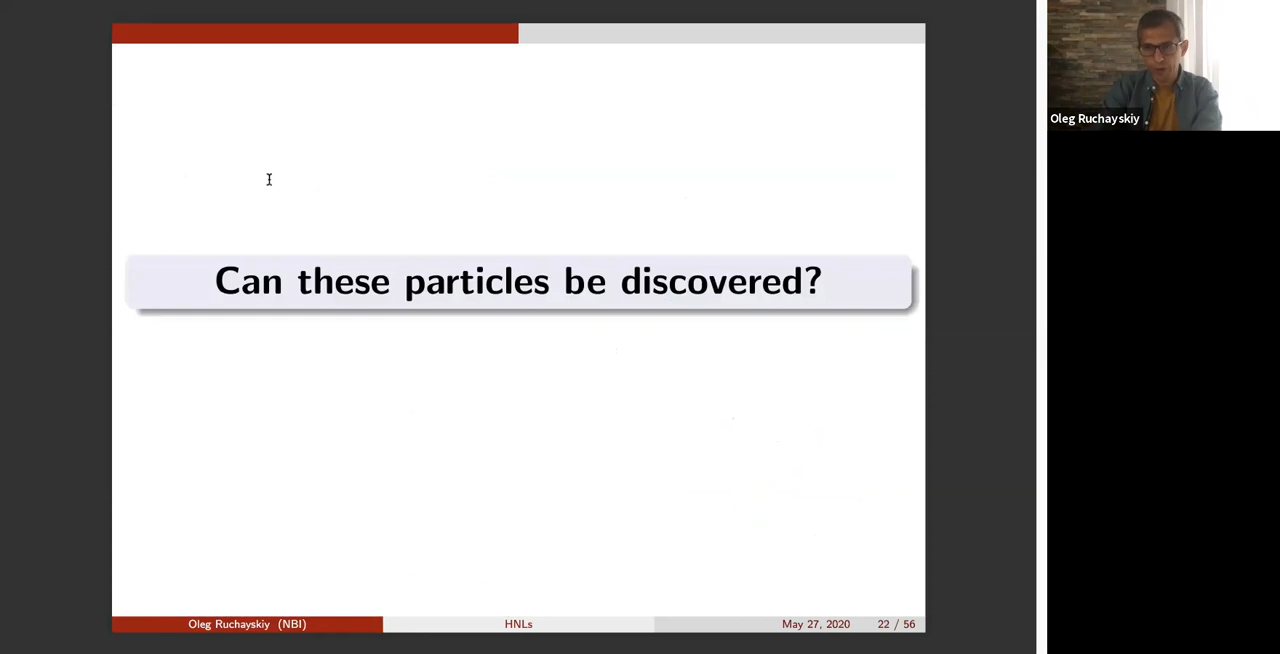 Can these particles be discovered?
Oleg Ruchayskiy (NBI) HNLs May 27, 2020 22 / 56
Oleg Ruchayskiy